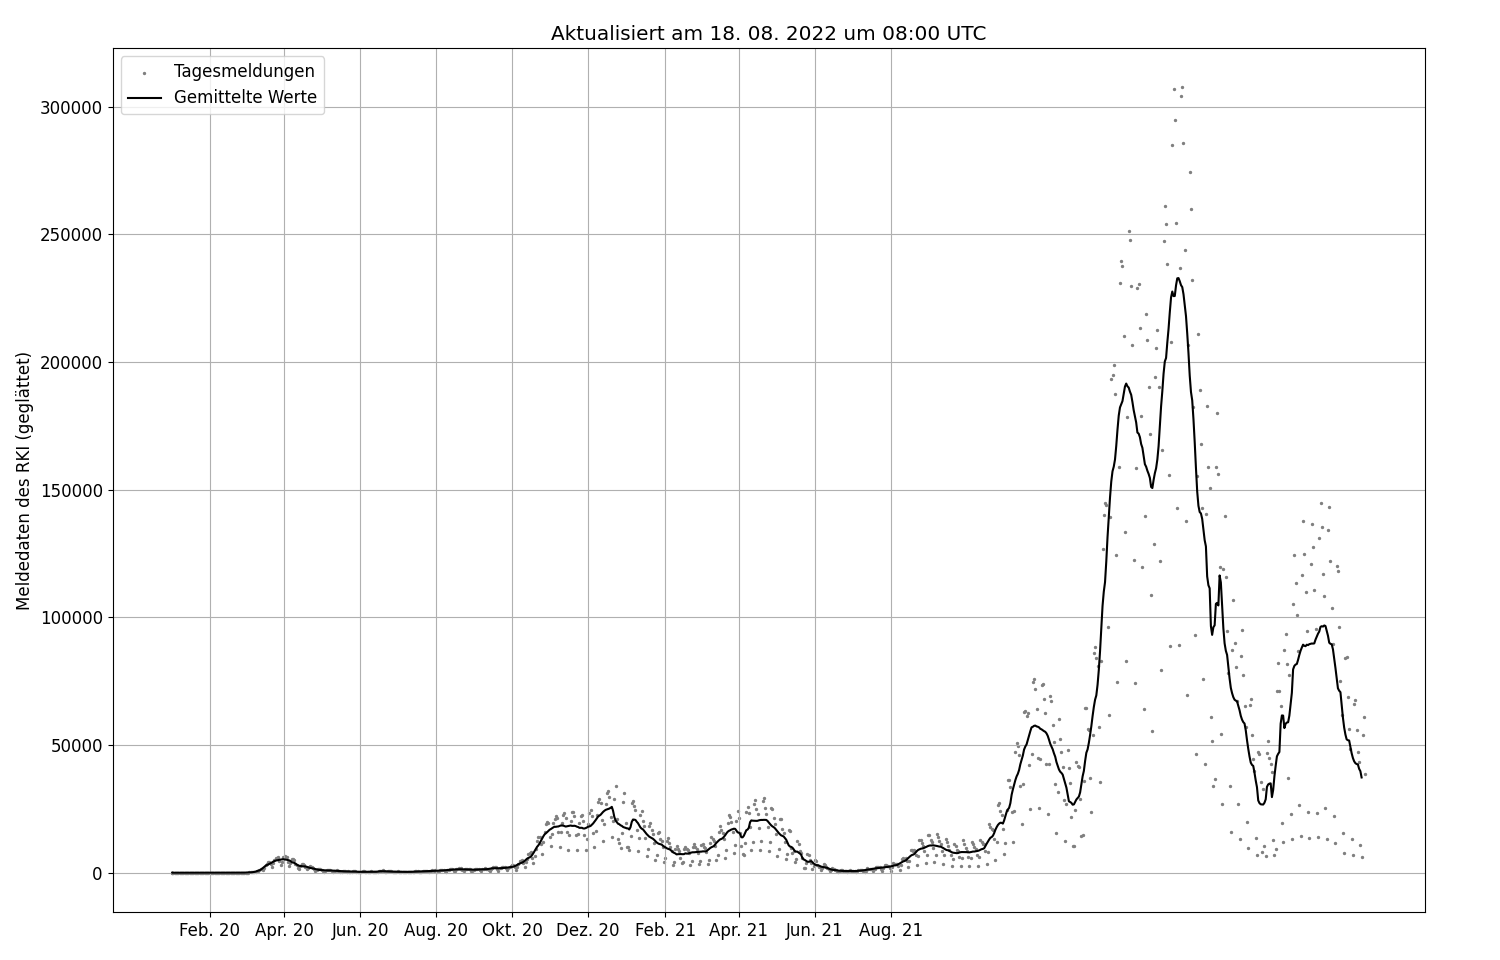 Aktualisiert am 18. 08. 2022 um 08:00 UTC
Tagesmeldungen
Gemittelte Werte
Meldedaten des RKI (geglättet)
300000
250000
200000
150000
100000
50000
0
Feb. 20 Apr. 20 Jun. 20 Aug. 20 Okt. 20 Dez. 20 Feb. 21 Apr. 21 Jun. 21 Aug. 21